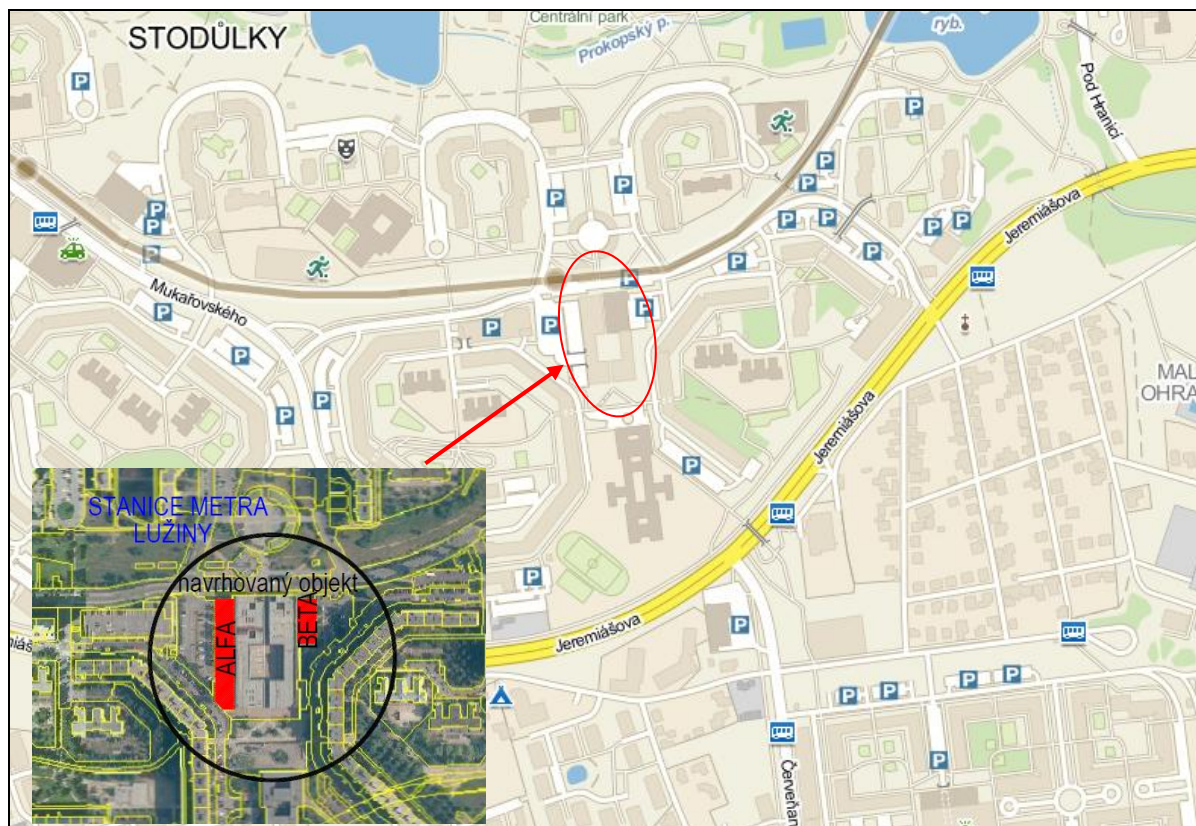 Centrální park
STODŮLKY
Prokopský p.
ryb.
Pod Hranicí
P
Jeremiášova
Mukařovského
MAL
OHRA
Jeremiášova
STANICE METRA
LUŽINY
navrhovaný objekt
ALFA
BETA
Jeremiášova
Červeňan